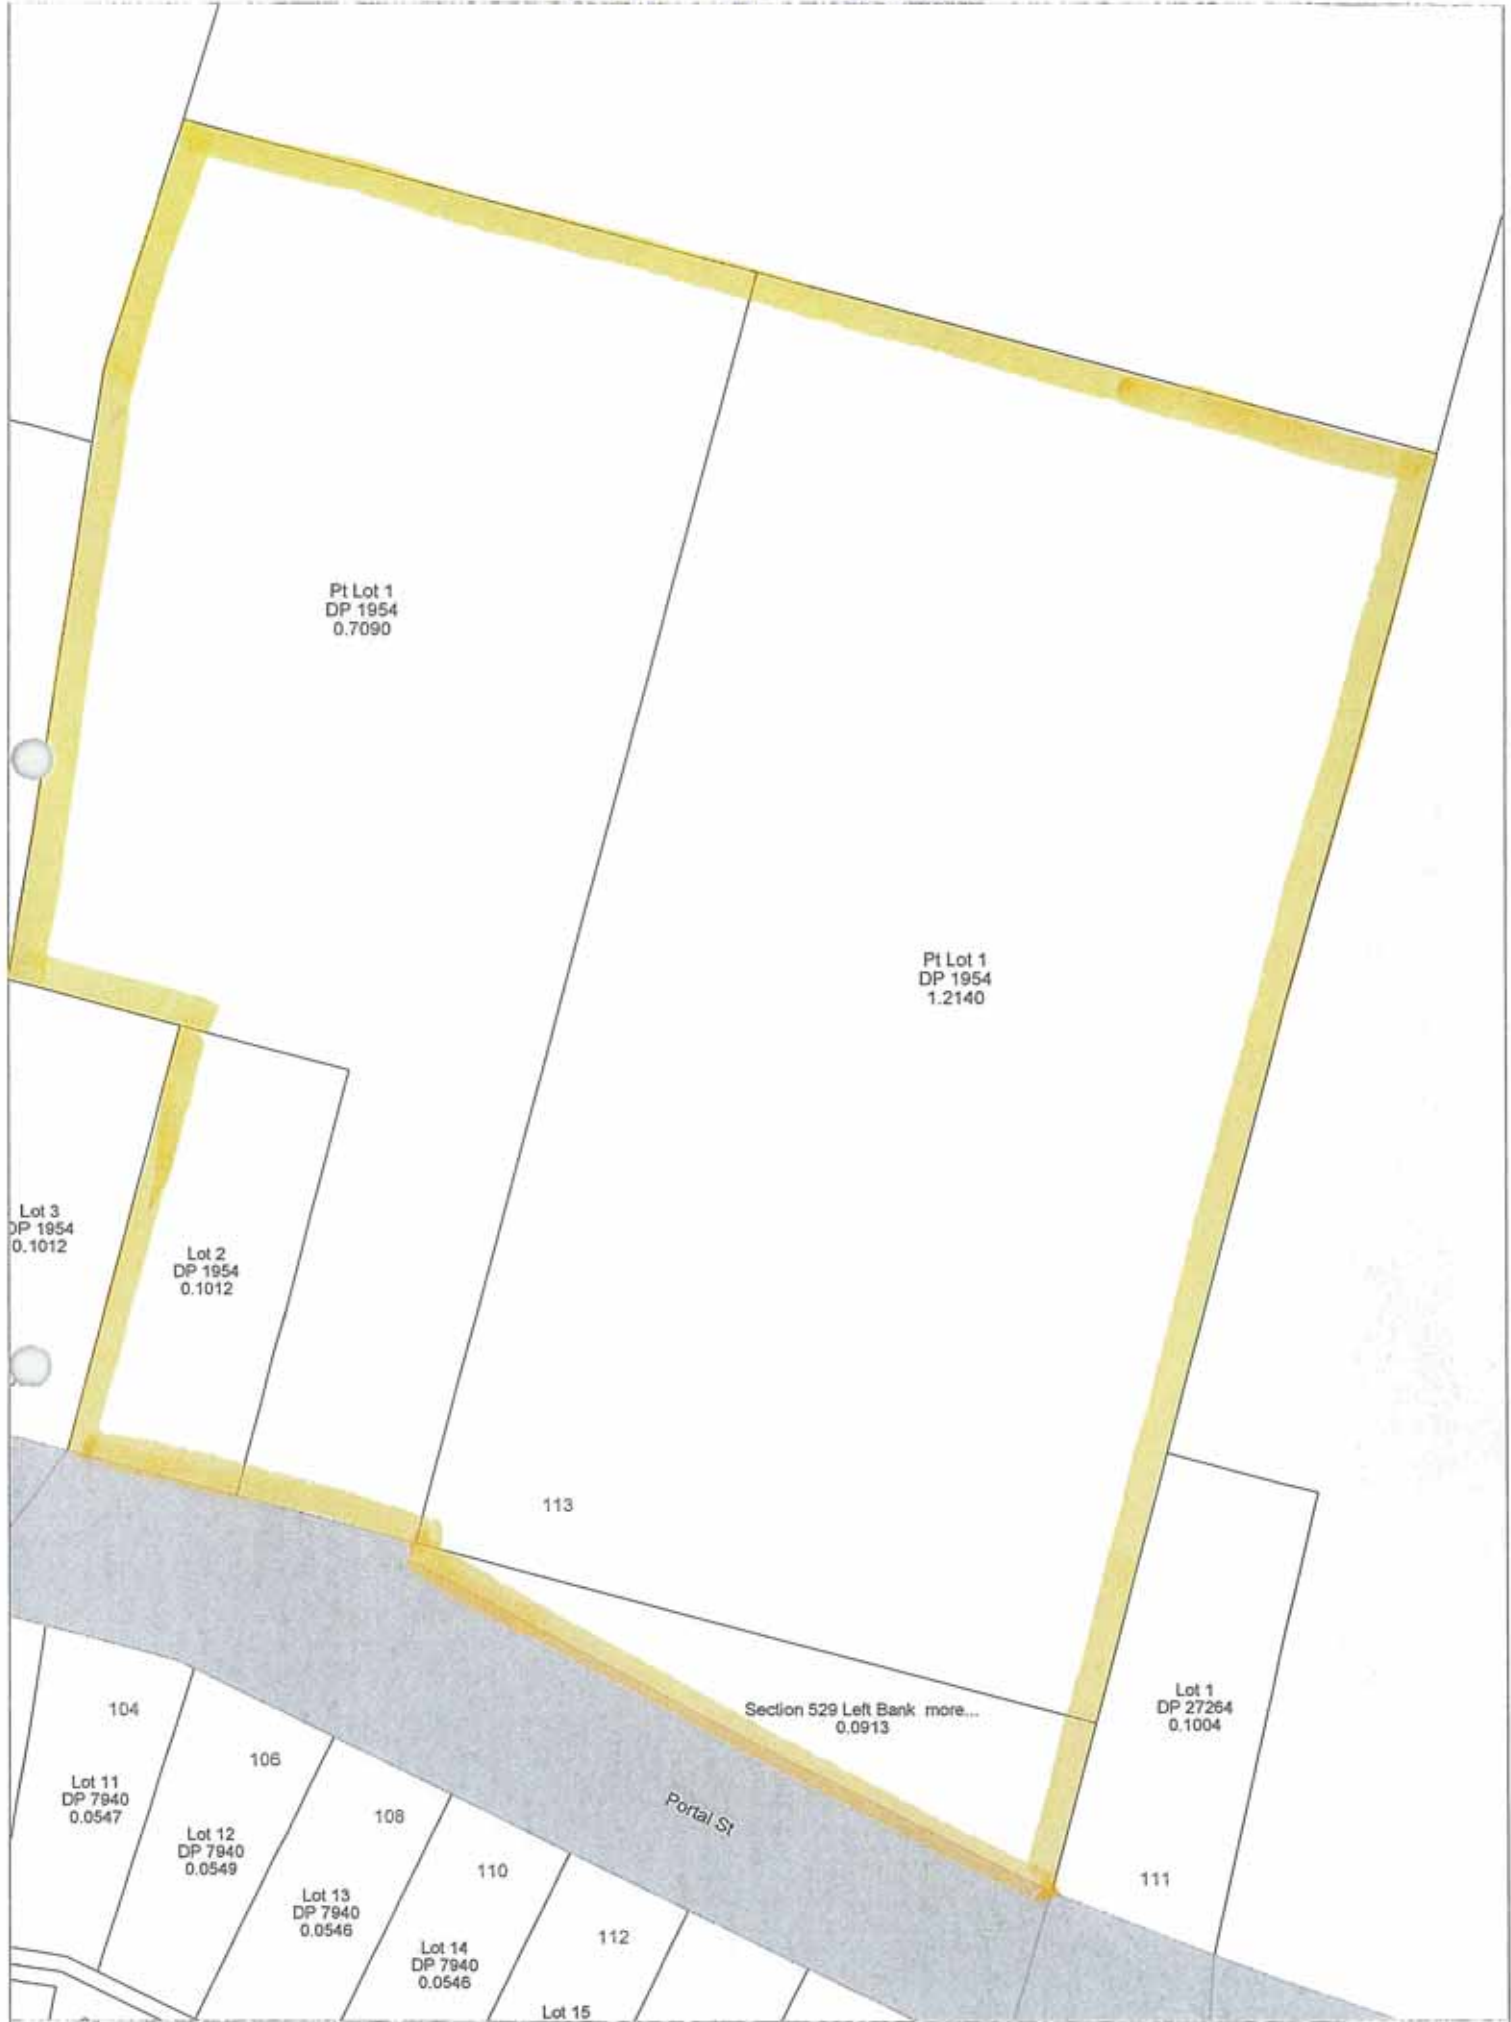 Pt Lot 1
DP 1954
0.7090
Pt Lot 1
DP 1954
1.2140
Lot 3
DP 1954
0.1012
Lot 2
DP 1954
0.1012
113
Section 529 Left Bank more...
0.0913
Lot 1
DP 27264
0.1004
104
106
Lot 11
DP 7940
0.0547
108
Portal St
Lot 12
DP 7940
0.0549
110
111
Lot 13
DP 7940
0.0546
112
Lot 14
DP 7940
0.0546
Lot 15